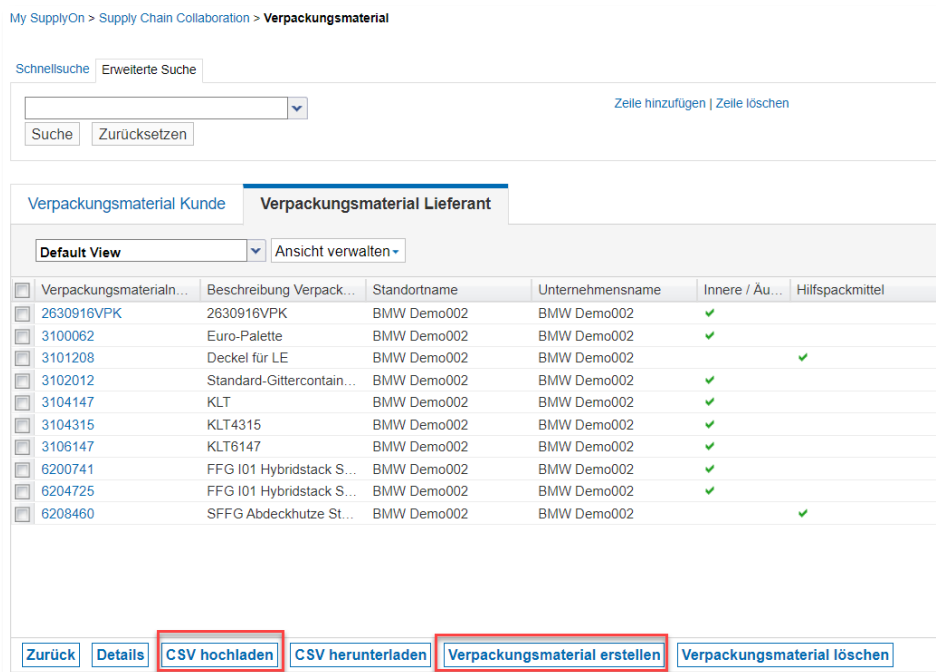 My SupplyOn > Supply Chain Collaboration > Verpackungsmaterial
Schnellsuche Erweiterte Suche
Zeile hinzufügen | Zeile löschen
Suche Zurücksetzen
Verpackungsmaterial Kunde Verpackungsmaterial Lieferant
Default View Ansicht verwalten
Verpackungsmaterialn... Beschreibung Verpack... Standortname Unternehmensname Innere / Äu... Hilfspackmittel
2630916VPK 2630916VPK BMW Demo002 BMW Demo002
3100062 Euro-Palette BMW Demo002 BMW Demo002
3101208 Deckel für LE BMW Demo002 BMW Demo002
3102012 Standard-Gittercontain... BMW Demo002 BMW Demo002
3104147 KLT BMW Demo002 BMW Demo002
3104315 KLT4315 BMW Demo002 BMW Demo002
3106147 KLT6147 BMW Demo002 BMW Demo002
6200741 FFG I01 Hybridstack S... BMW Demo002 BMW Demo002
6204725 FFG I01 Hybridstack S... BMW Demo002 BMW Demo002
6208460 SFFG Abdeckhutze St... BMW Demo002 BMW Demo002
Zurück Details CSV hochladen CSV herunterladen Verpackungsmaterial erstellen Verpackungsmaterial löschen